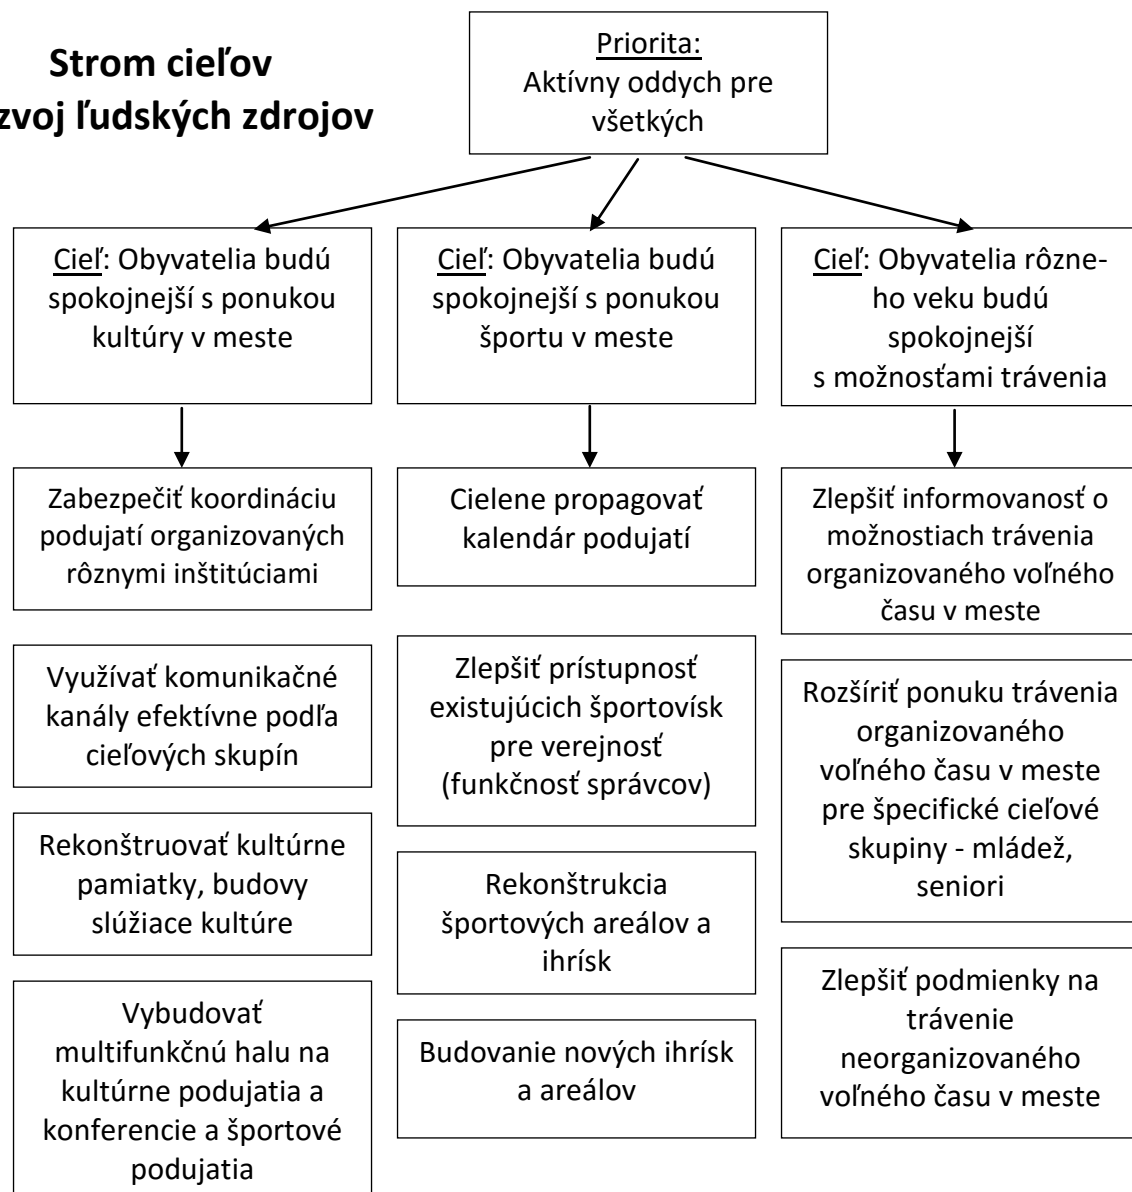 Strom cieľov
zvoj ľudských zdrojov
Priorita:
Aktívny oddych pre
všetkých
Cieľ: Obyvatelia budú
spokojnejší s ponukou
kultúry v meste
Cieľ: Obyvatelia budú
spokojnejší s ponukou
športu v meste
Cieľ: Obyvatelia rôzne-
ho veku budú
spokojnejší
s možnosťami trávenia
Zabezpečiť koordináciu
podujatí organizovaných
rôznymi inštitúciami
Využívať komunikačné
kanály efektívne podľa
cieľových skupín
Rekonštruovať kultúrne
pamiatky, budovy
slúžiace kultúre
Vybudovať
multifunkčnú halu na
kultúrne podujatia a
konferencie a športové
podujatia
Cielene propagovať
kalendár podujatí
Zlepšiť prístupnosť
existujúcich športovísk
pre verejnosť
(funkčnosť správcov)
Rekonštrukcia
športových areálov a
ihrísk
Budovanie nových ihrísk
a areálov
Zlepšiť informovanosť o
možnostiach trávenia
organizovaného voľného
času v meste
Rozšíriť ponuku trávenia
organizovaného
voľného času v meste
pre špecifické cieľové
skupiny - mládež,
seniori
Zlepšiť podmienky na
trávenie
neorganizovaného
voľného času v meste